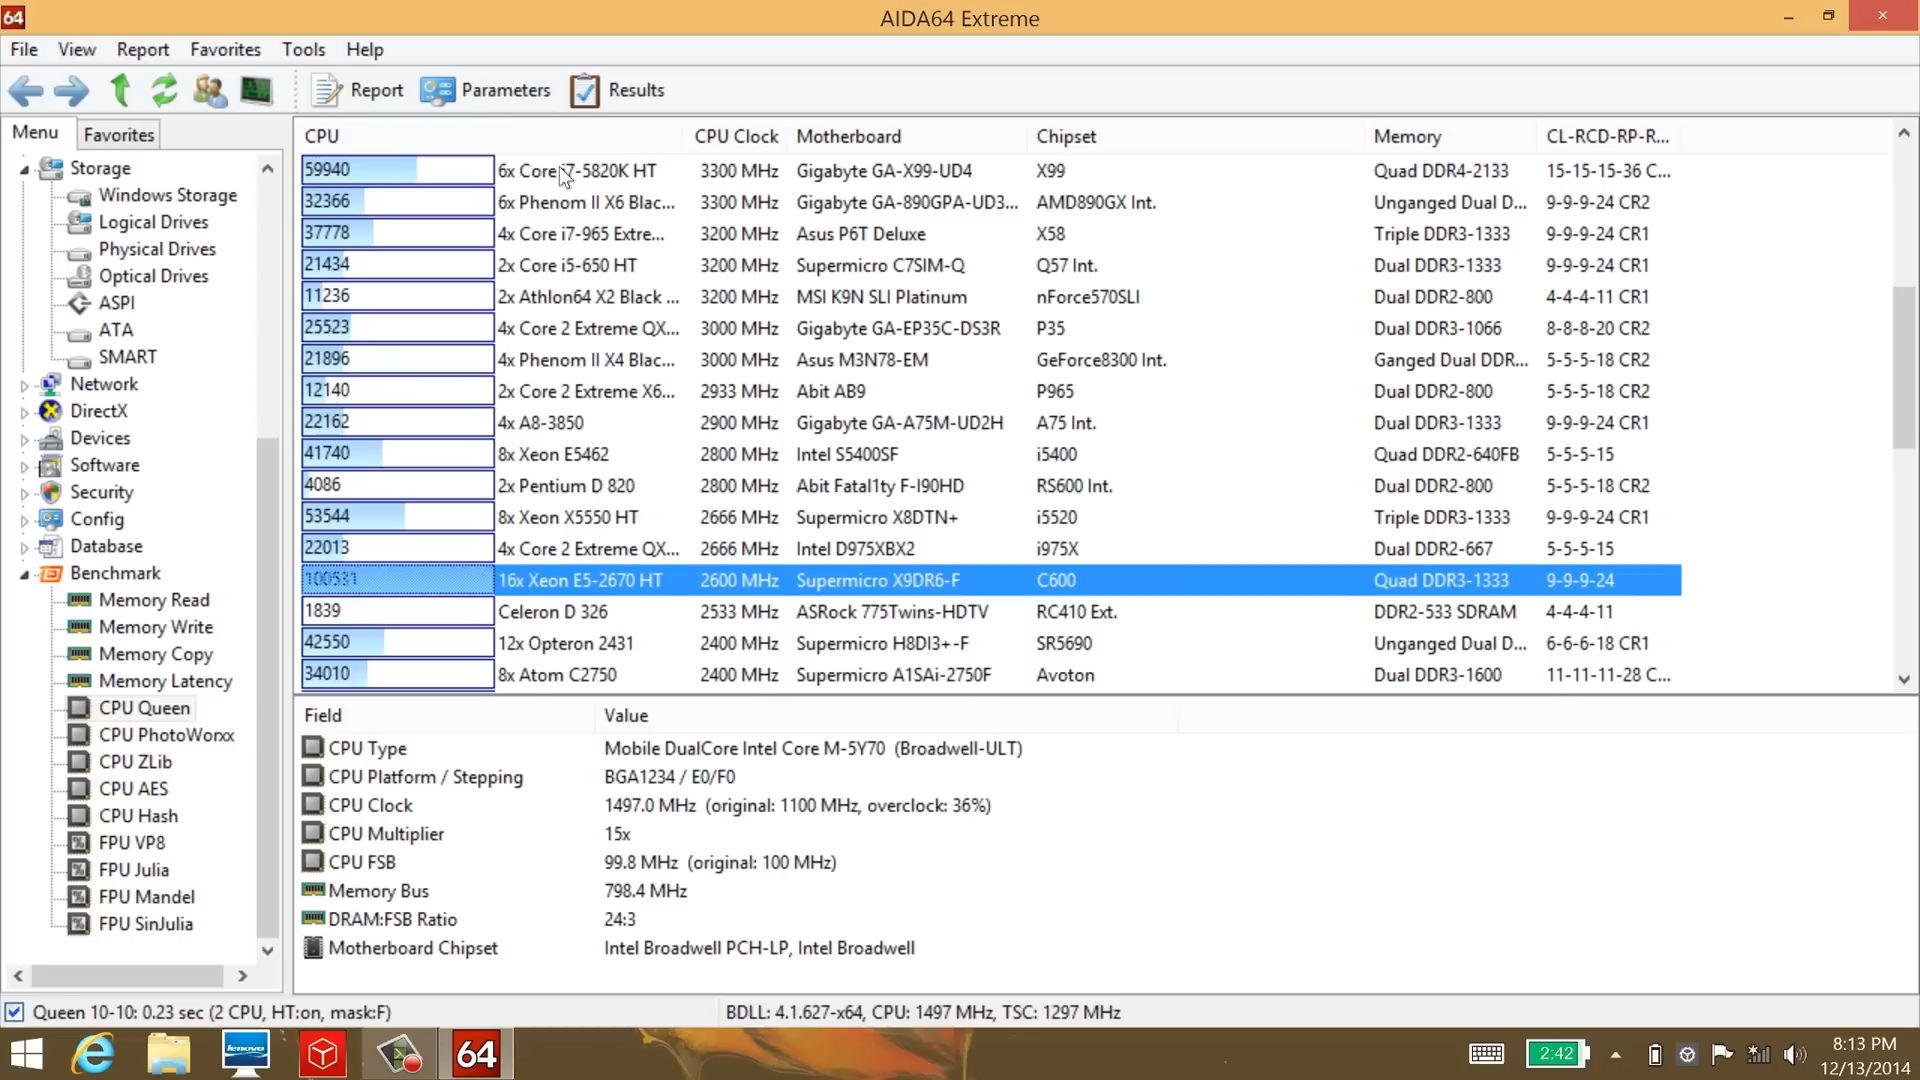 64 AIDA64 Extreme
File View Report Favorites Tools Help
Report Parameters Results
Menu Favorites
Storage
Windows Storage
Logical Drives
Physical Drives
Optical Drives
ASPI
ATA
SMART
Network
DirectX
Devices
Software
Security
Config
Database
Benchmark
Memory Read
Memory Write
Memory Copy
Memory Latency
CPU Queen
CPU PhotoWorxx
CPU ZLib
CPU AES
CPU Hash
FPU VP8
FPU Julia
FPU Mandel
FPU SinJulia
CPU CPU Clock Motherboard Chipset Memory CL-RCD-RP-R...
59940 6x Core i7-5820K HT 3300 MHz Gigabyte GA-X99-UD4 X99 Quad DDR4-2133 15-15-15-36 C...
32366 6x Phenom II X6 Blac... 3300 MHz Gigabyte GA-890GPA-UD3... AMD890GX Int. Unganged Dual D... 9-9-9-24 CR2
37778 4x Core i7-965 Extre... 3200 MHz Asus P6T Deluxe X58 Triple DDR3-1333 9-9-9-24 CR1
21434 2x Core i5-650 HT 3200 MHz Supermicro C7SIM-Q Q57 Int. Dual DDR3-1333 9-9-9-24 CR1
11236 2x Athlon64 X2 Black ... 3200 MHz MSI K9N SLI Platinum nForce570SLI Dual DDR2-800 4-4-4-11 CR1
25523 4x Core 2 Extreme QX... 3000 MHz Gigabyte GA-EP35C-DS3R P35 Dual DDR3-1066 8-8-8-20 CR2
21896 4x Phenom II X4 Blac... 3000 MHz Asus M3N78-EM GeForce8300 Int. Ganged Dual DDR... 5-5-5-18 CR2
12140 2x Core 2 Extreme X6... 2933 MHz Abit AB9 P965 Dual DDR2-800 5-5-5-18 CR2
22162 4x A8-3850 2900 MHz Gigabyte GA-A75M-UD2H A75 Int. Dual DDR3-1333 9-9-9-24 CR1
41740 8x Xeon E5462 2800 MHz Intel S5400SF i5400 Quad DDR2-640FB 5-5-5-15
4086 2x Pentium D 820 2800 MHz Abit Fatal1ty F-I90HD RS600 Int. Dual DDR2-800 5-5-5-18 CR2
53544 8x Xeon X5550 HT 2666 MHz Supermicro X8DTN+ i5520 Triple DDR3-1333 9-9-9-24 CR1
22013 4x Core 2 Extreme QX... 2666 MHz Intel D975XBX2 i975X Dual DDR2-667 5-5-5-15
100531 16x Xeon E5-2670 HT 2600 MHz Supermicro X9DR6-F C600 Quad DDR3-1333 9-9-9-24
1839 Celeron D 326 2533 MHz ASRock 775Twins-HDTV RC410 Ext. DDR2-533 SDRAM 4-4-4-11
42550 12x Opteron 2431 2400 MHz Supermicro H8DI3+-F SR5690 Unganged Dual D... 6-6-6-18 CR1
34010 8x Atom C2750 2400 MHz Supermicro A1SAi-2750F Avoton Dual DDR3-1600 11-11-11-28 C...
Field Value
CPU Type Mobile DualCore Intel Core M-5Y70 (Broadwell-ULT)
CPU Platform / Stepping BGA1234 / E0/F0
CPU Clock 1497.0 MHz (original: 1100 MHz, overclock: 36%)
CPU Multiplier 15x
CPU FSB 99.8 MHz (original: 100 MHz)
Memory Bus 798.4 MHz
DRAM:FSB Ratio 24:3
Motherboard Chipset Intel Broadwell PCH-LP, Intel Broadwell
Queen 10-10: 0.23 sec (2 CPU, HT:on, mask:F) BDLL: 4.1.627-x64, CPU: 1497 MHz, TSC: 1297 MHz
lenovo 64 2:42 8:13 PM
12/13/2014